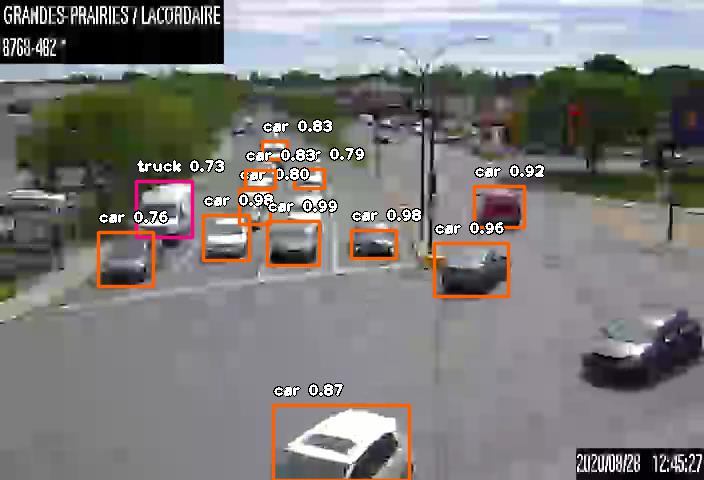 GRANDES-PRAIRIES / LACORDAIRE
8768-482 *
car 0.83
car 0.83
car 0.79
truck 0.73
car 0.80
car 0.92
car 0.98
car 0.99
car 0.76
car 0.98
car 0.96
car 0.87
2020/08/28 12:45:27